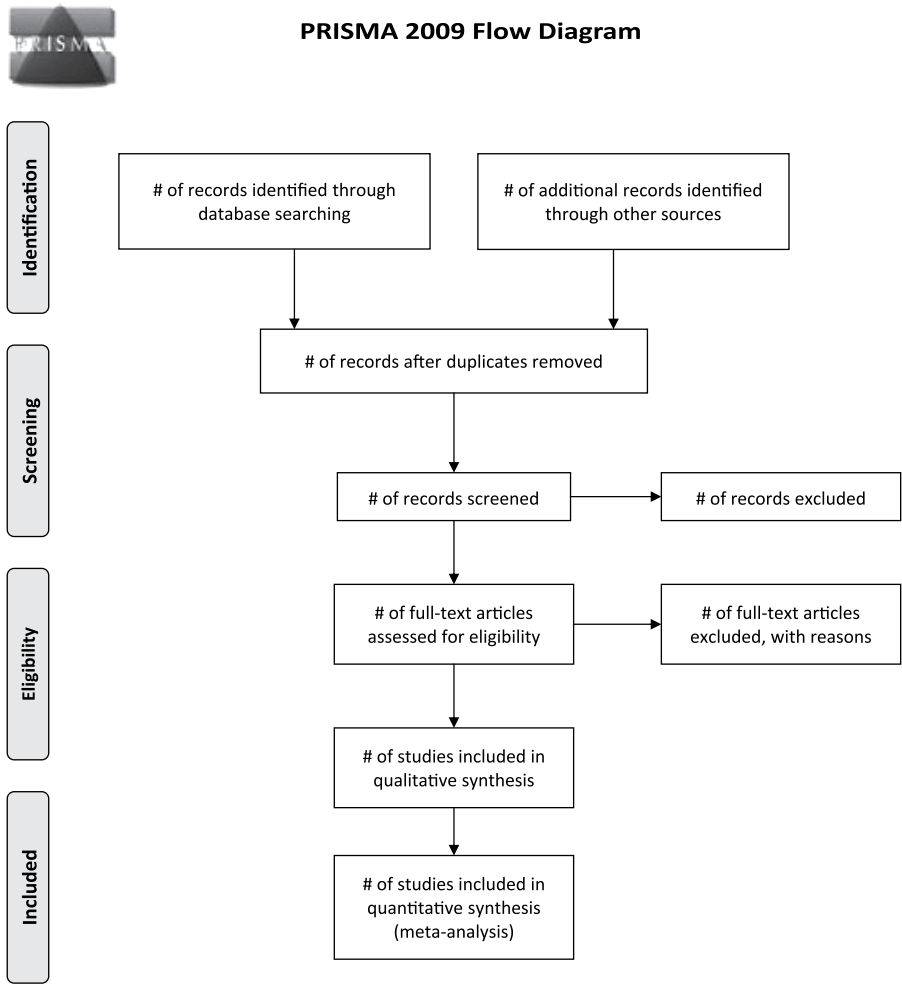 PRISMA
PRISMA 2009 Flow Diagram
Identification
# of records identified through
database searching
# of additional records identified
through other sources
# of records after duplicates removed
Screening
# of records screened
# of records excluded
Eligibility
# of full-text articles
assessed for eligibility
# of full-text articles
excluded, with reasons
# of studies included in
qualitative synthesis
Included
# of studies included in
quantitative synthesis
(meta-analysis)